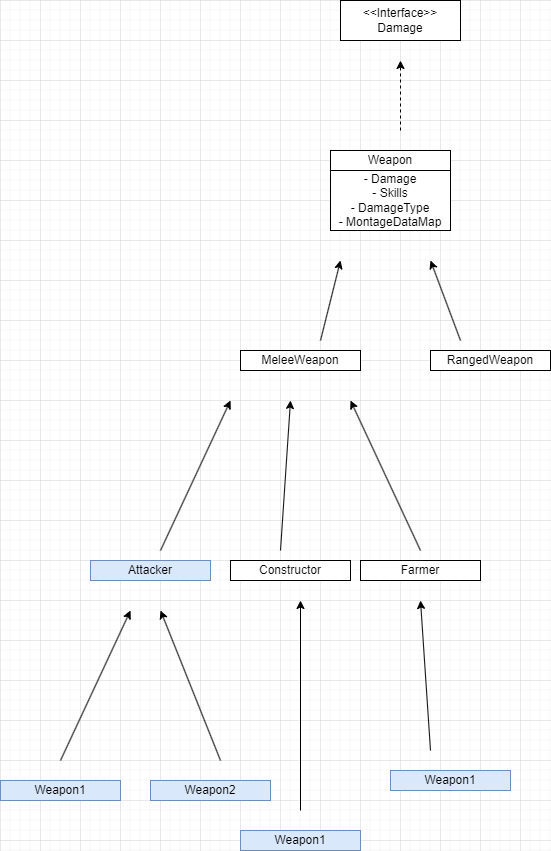 <<Interface>>
Damage
Weapon
- Damage
- Skills
- DamageType
- MontageDataMap
MeleeWeapon
RangedWeapon
Attacker
Constructor
Farmer
Weapon1
Weapon2
Weapon1
Weapon1